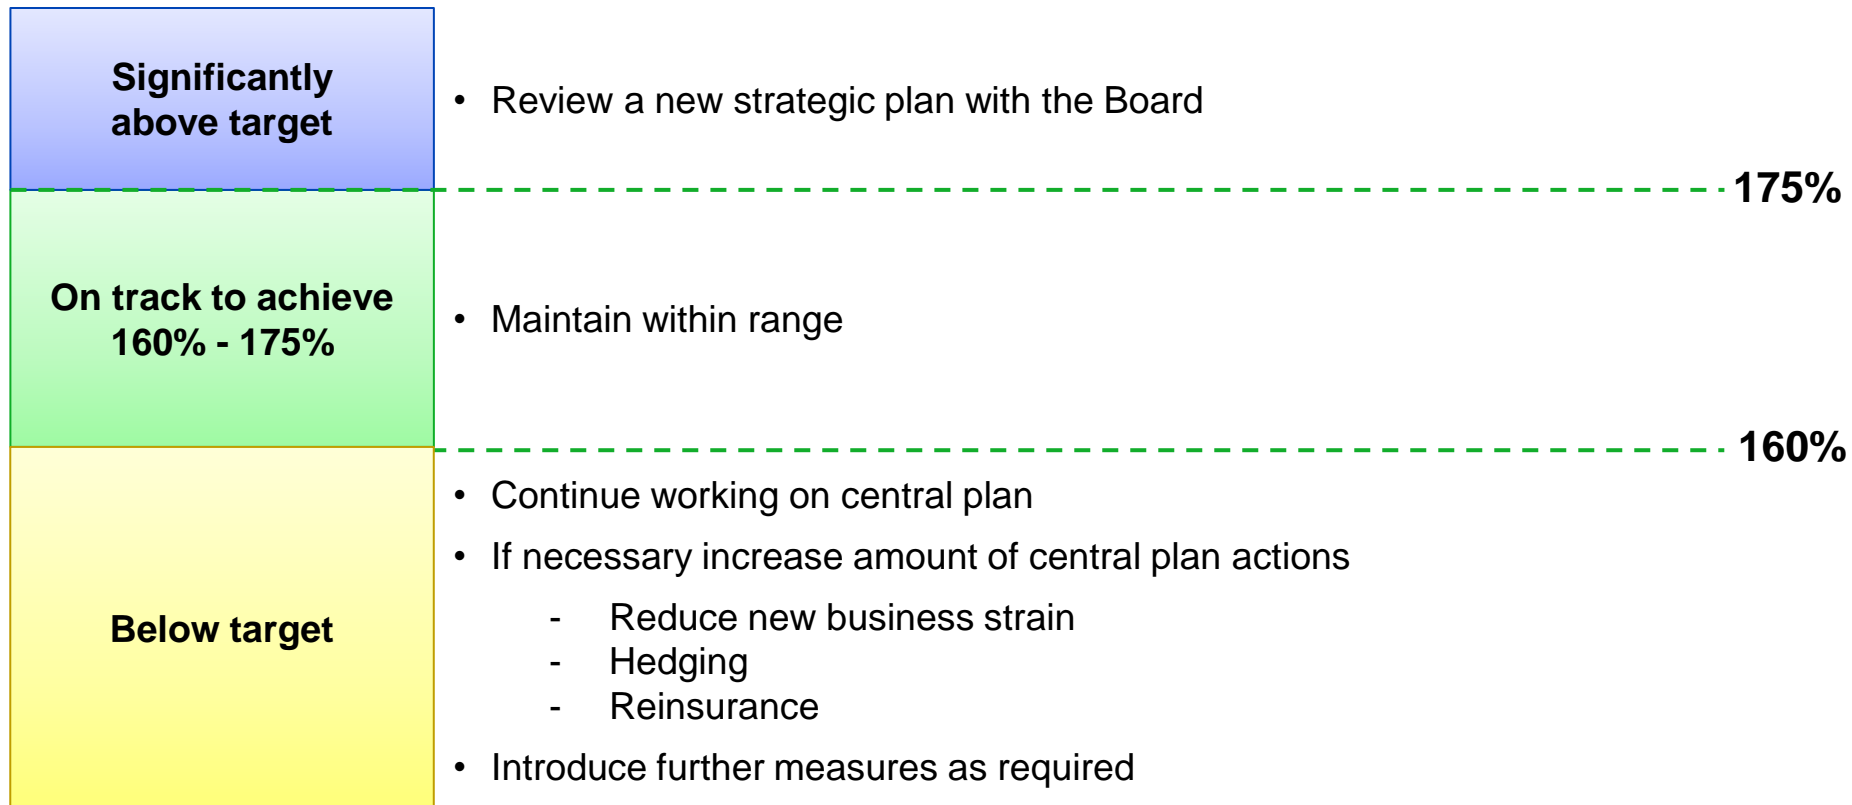 Significantly
above target
• Review a new strategic plan with the Board
175%
On track to achieve
160% - 175%
• Maintain within range
160%
Below target
• Continue working on central plan
• If necessary increase amount of central plan actions
- Reduce new business strain
- Hedging
- Reinsurance
• Introduce further measures as required